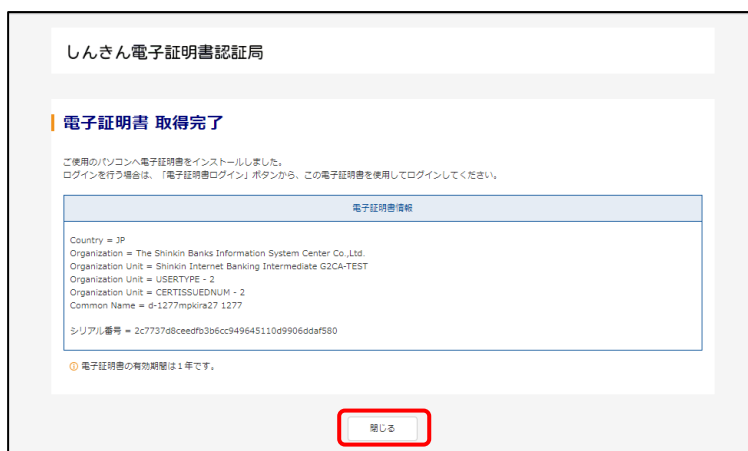 しんきん電子証明書認証局
電子証明書 取得完了
ご使用のパソコンへ電子証明書をインストールしました。
ログインを行う場合は、「電子証明書ログイン」ボタンから、この電子証明書を使用してログインしてください。
電子証明書情報
Country = JP
Organization = The Shinkin Banks Information System Center Co.,Ltd.
Organization Unit = Shinkin Internet Banking Intermediate G2CA-TEST
Organization Unit = USERTYPE - 2
Organization Unit = CERTISSUEDNUM - 2
Common Name = d-1277mpkira27 1277
シリアル番号 = 2c7737d8ceedfb3b6cc949645110d9906ddaf580
電子証明書の有効期間は1年です。
閉じる